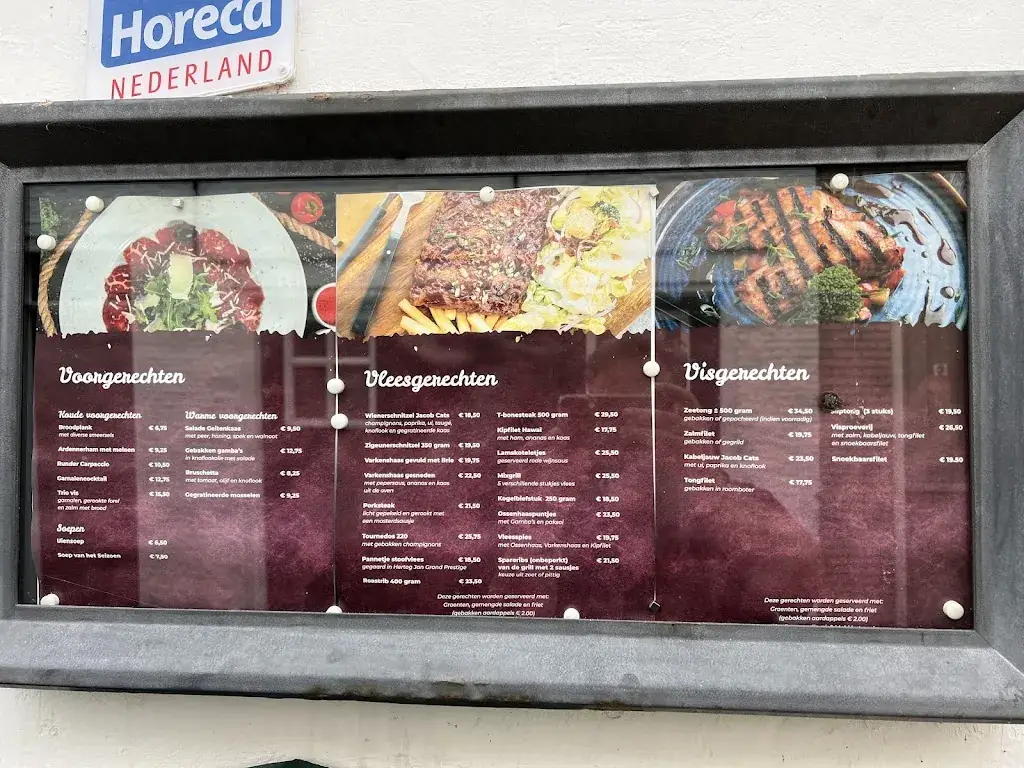 Horeca
NEDERLAND
Voorgerechten
Koude voorgerechten
Broodplank € 6,75
met diverse smeersels
Ardennerham met meloen € 9,25
Runder Carpaccio € 10,50
Garnalencocktail € 12,75
Trio vis € 15,50
garnalen, gerookte forel
en zalm met brood
Soepen
Uiensoep € 6,50
Soep van het Seizoen € 7,50
Warme voorgerechten
Salade Geitenkaas € 9,50
met peer, honing, spek en walnoot
Gebakken gamba's € 12,75
in knoflookolie met salade
Bruschetta € 8,25
met tomaat, olijf en knoflook
Gegratineerde mosselen € 9,25
Vleesgerechten
Wienerschnitzel Jacob Cats € 18,50
champignons, paprika, ui, taugé,
knoflook en gegratineerde kaas
Zigeunerschnitzel 350 gram € 19,50
Varkenshaas gevuld met Brie € 19,75
Varkenshaas pasneden € 22,50
met pepersaus, ananas en kaas
uit de oven
Porksteak € 21,50
licht gepekeld en gerookt met
een mosterdsausje
Tournedos 220 € 25,75
met gebakken champignons
Pannetje stoofvlees € 18,50
gegaard in Hertog Jan Grand Prestige
Roastrib 400 gram € 23,50
T-bonesteak 500 gram € 29,50
Kipfilet Hawai € 17,75
met ham, ananas en kaas
Lamskoteletjes € 25,50
geserveerd rode wijnsaus
Mixgrill € 25,50
5 verschillende stukjes vlees
Kogelbiefstuk 250 gram € 18,50
Ossenhaaspuntjes € 23,50
met Gamba's en paksoi
Vleesspies € 19,75
met Ossenhaas, Varkenshaas en Kipfilet
Spareribs (onbeperkt) € 21,50
van de grill met 2 sausjes
keuze uit zoet of pittig
Deze gerechten worden geserveerd met:
Groenten, gemengde salade en friet
(gebakken aardappels € 2,00)
Visgerechten
Zeetong ± 500 gram € 34,50
gebakken of gepocheerd (indien voorradig)
Zalmfilet € 19,75
gebakken of gegrild
Kabeljauw Jacob Cats € 23,50
met ui, paprika en knoflook
Tongfilet € 17,75
gebakken in roomboter
(3 stuks) € 19,50
Visproeverij € 26,50
met zalm, kabeljauw, tongfilet
en snoekbaarsfilet
Snoekbaarsfilet € 19.50
Deze gerechten worden geserveerd met:
Groenten, gemengde salade en friet
(gebakken aardappels € 2,00)